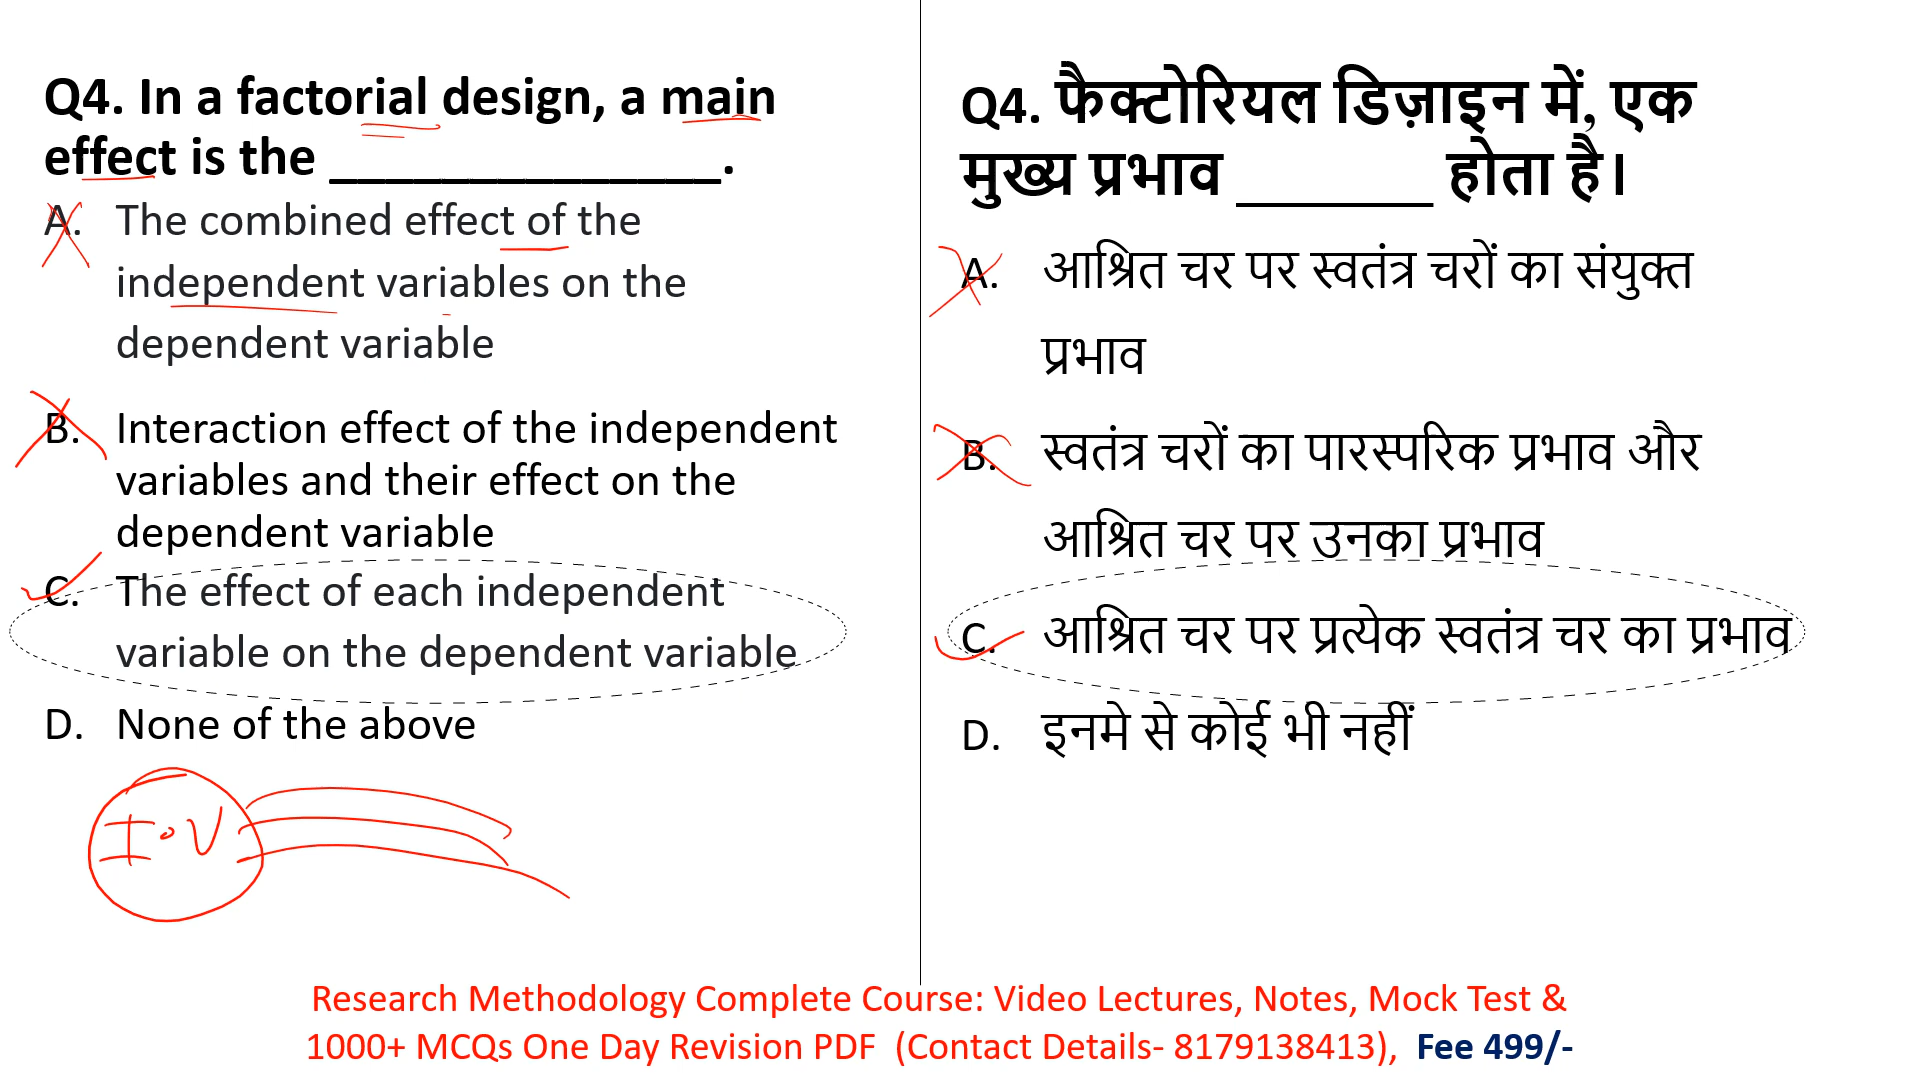 Q4. In a factorial design, a main
effect is the ______________.
A. The combined effect of the
independent variables on the
dependent variable
B. Interaction effect of the independent
variables and their effect on the
dependent variable
C. The effect of each independent
variable on the dependent variable
D. None of the above
I.V
Q4. फैक्टोरियल डिज़ाइन में, एक
मुख्य प्रभाव _______ होता है।
A. आश्रित चर पर स्वतंत्र चरों का संयुक्त
प्रभाव
B. स्वतंत्र चरों का पारस्परिक प्रभाव और
आश्रित चर पर उनका प्रभाव
C. आश्रित चर पर प्रत्येक स्वतंत्र चर का प्रभाव
D. इनमे से कोई भी नहीं
Research Methodology Complete Course: Video Lectures, Notes, Mock Test &
1000+ MCQs One Day Revision PDF (Contact Details- 8179138413), Fee 499/-